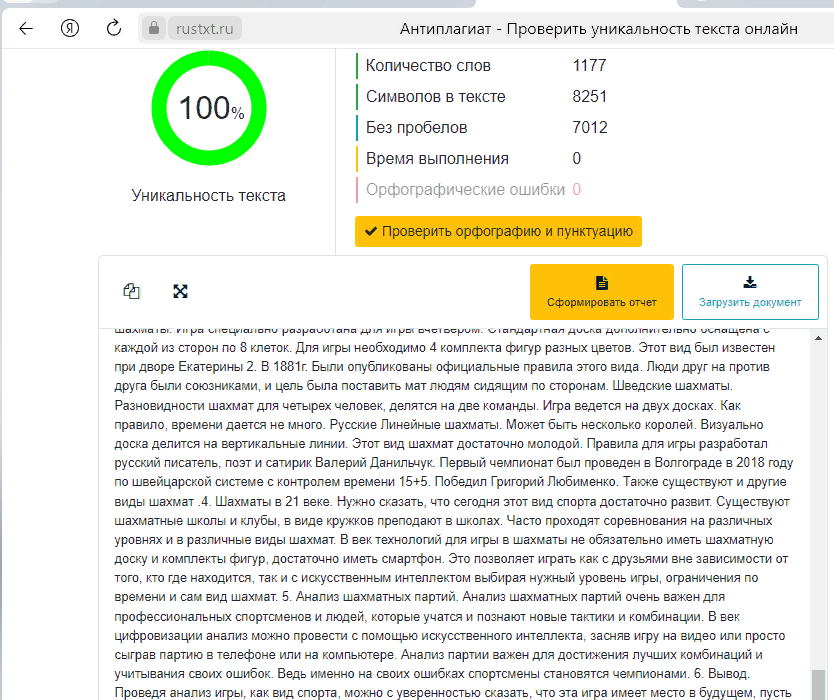 Я
rustxt.ru
Антиплагиат - Проверить уникальность текста онлайн
100%
Уникальность текста
Количество слов 1177
Символов в тексте 8251
Без пробелов 7012
Время выполнения 0
Орфографические ошибки 0
Проверить орфографию и пунктуацию
Сформировать отчет
Загрузить документ
шахматы. Игра специально разработана для игры вчетвером. Стандартная доска дополнительно оснащена с
каждой из сторон по 8 клеток. Для игры необходимо 4 комплекта фигур разных цветов. Этот вид был известен
при дворе Екатерины 2. В 1881г. Были опубликованы официальные правила этого вида. Люди друг на против
друга были союзниками, и цель была поставить мат людям сидящим по сторонам. Шведские шахматы.
Разновидности шахмат для четырех человек, делятся на две команды. Игра ведется на двух досках. Как
правило, времени дается не много. Русские Линейные шахматы. Может быть несколько королей. Визуально
доска делится на вертикальные линии. Этот вид шахмат достаточно молодой. Правила для игры разработал
русский писатель, поэт и сатирик Валерий Данильчук. Первый чемпионат был проведен в Волгограде в 2018 году
по швейцарской системе с контролем времени 15+5. Победил Григорий Любименко. Также существуют и другие
виды шахмат .4. Шахматы в 21 веке. Нужно сказать, что сегодня этот вид спорта достаточно развит. Существуют
шахматные школы и клубы, в виде кружков преподают в школах. Часто проходят соревнования на различных
уровнях и в различные виды шахмат. В век технологий для игры в шахматы не обязательно иметь шахматную
доску и комплекты фигур, достаточно иметь смартфон. Это позволяет играть как с друзьями вне зависимости от
того, кто где находится, так и с искусственным интеллектом выбирая нужный уровень игры, ограничения по
времени и сам вид шахмат. 5. Анализ шахматных партий. Анализ шахматных партий очень важен для
профессиональных спортсменов и людей, которые учатся и познают новые тактики и комбинации. В век
цифровизации анализ можно провести с помощью искусственного интеллекта, засняв игру на видео или просто
сыграв партию в телефоне или на компьютере. Анализ партии важен для достижения лучших комбинаций и
учитывания своих ошибок. Ведь именно на своих ошибках спортсмены становятся чемпионами. 6. Вывод.
Проведя анализ игры, как вид спорта, можно с уверенностью сказать, что эта игра имеет место в будущем, пусть